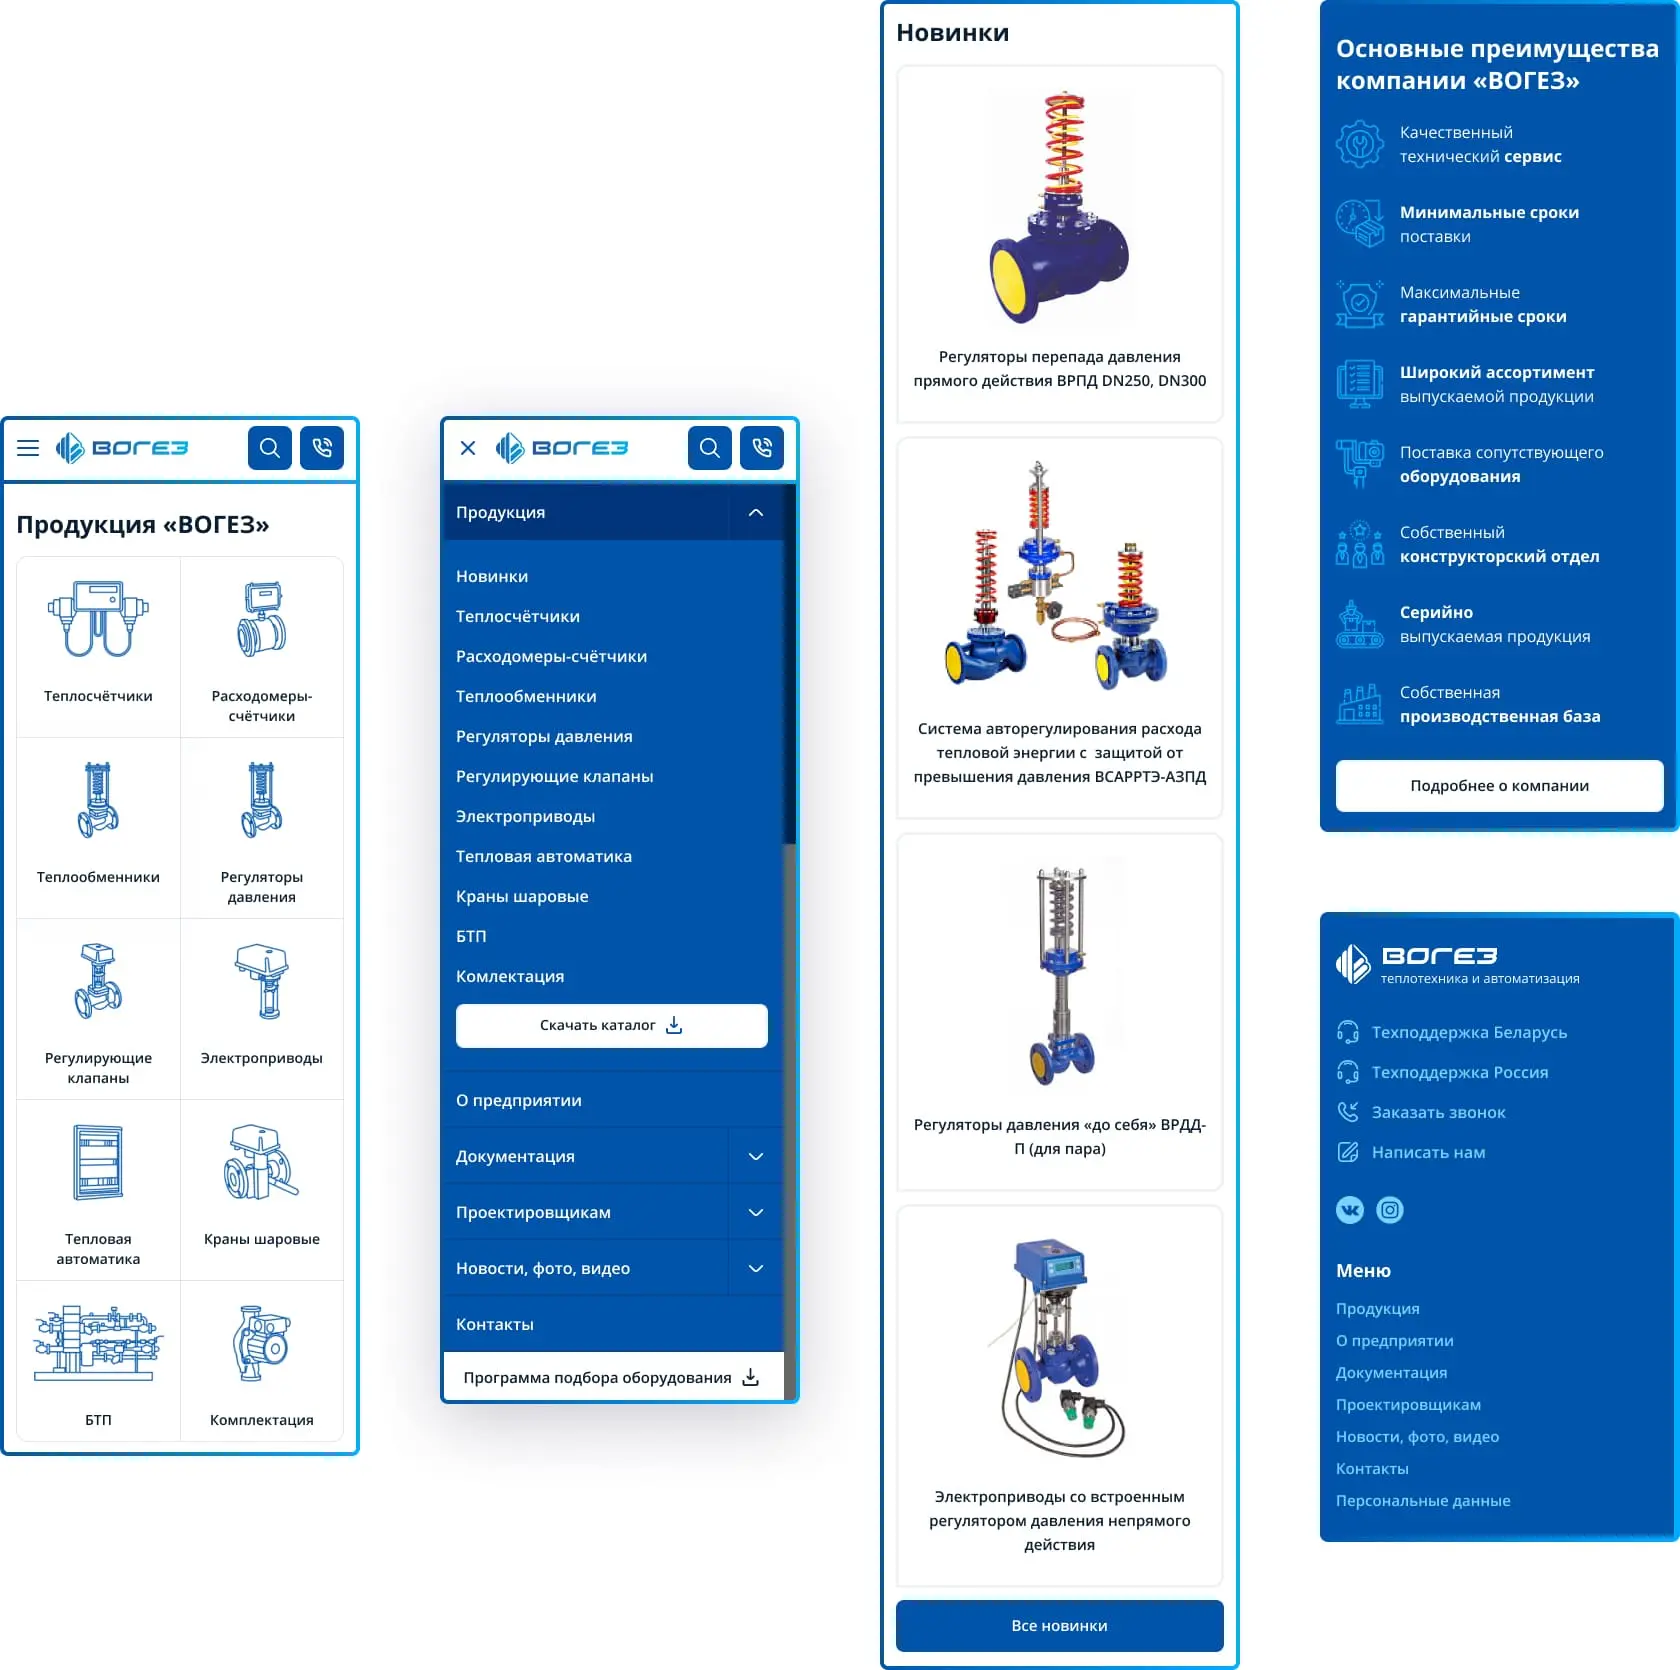 ВОГЕЗ
Продукция «ВОГЕЗ»
Теплосчётчики
Расходомеры-
счётчики
Теплообменники
Регуляторы
давления
Регулирующие
клапаны
Электроприводы
Тепловая
автоматика
Краны шаровые
БТП
Комплектация
ВОГЕЗ
Продукция
Новинки
Теплосчётчики
Расходомеры-счётчики
Теплообменники
Регуляторы давления
Регулирующие клапаны
Электроприводы
Тепловая автоматика
Краны шаровые
БТП
Комлектация
Скачать каталог
О предприятии
Документация
Проектировщикам
Новости, фото, видео
Контакты
Программа подбора оборудования
Новинки
Регуляторы перепада давления
прямого действия ВРПД DN250, DN300
Система авторегулирования расхода
тепловой энергии с защитой от
превышения давления ВСАРРТЭ-АЗПД
Регуляторы давления «до себя» ВРДД-
П (для пара)
Электроприводы со встроенным
регулятором давления непрямого
действия
Все новинки
Основные преимущества
компании «ВОГЕЗ»
Качественный
технический сервис
Минимальные сроки
поставки
Максимальные
гарантийные сроки
Широкий ассортимент
выпускаемой продукции
Поставка сопутствующего
оборудования
Собственный
конструкторский отдел
Серийно
выпускаемая продукция
Собственная
производственная база
Подробнее о компании
ВОГЕЗ
теплотехника и автоматизация
Техподдержка Беларусь
Техподдержка Россия
Заказать звонок
Написать нам
Меню
Продукция
О предприятии
Документация
Проектировщикам
Новости, фото, видео
Контакты
Персональные данные